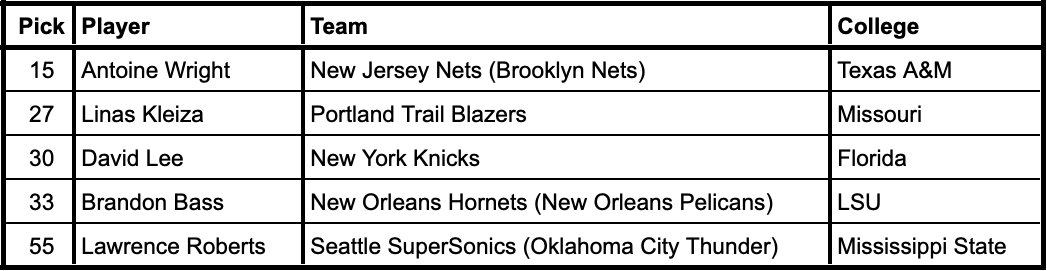 Pick Player Team College
15 Antoine Wright New Jersey Nets (Brooklyn Nets) Texas A&M
27 Linas Kleiza Portland Trail Blazers Missouri
30 David Lee New York Knicks Florida
33 Brandon Bass New Orleans Hornets (New Orleans Pelicans) LSU
55 Lawrence Roberts Seattle SuperSonics (Oklahoma City Thunder) Mississippi State